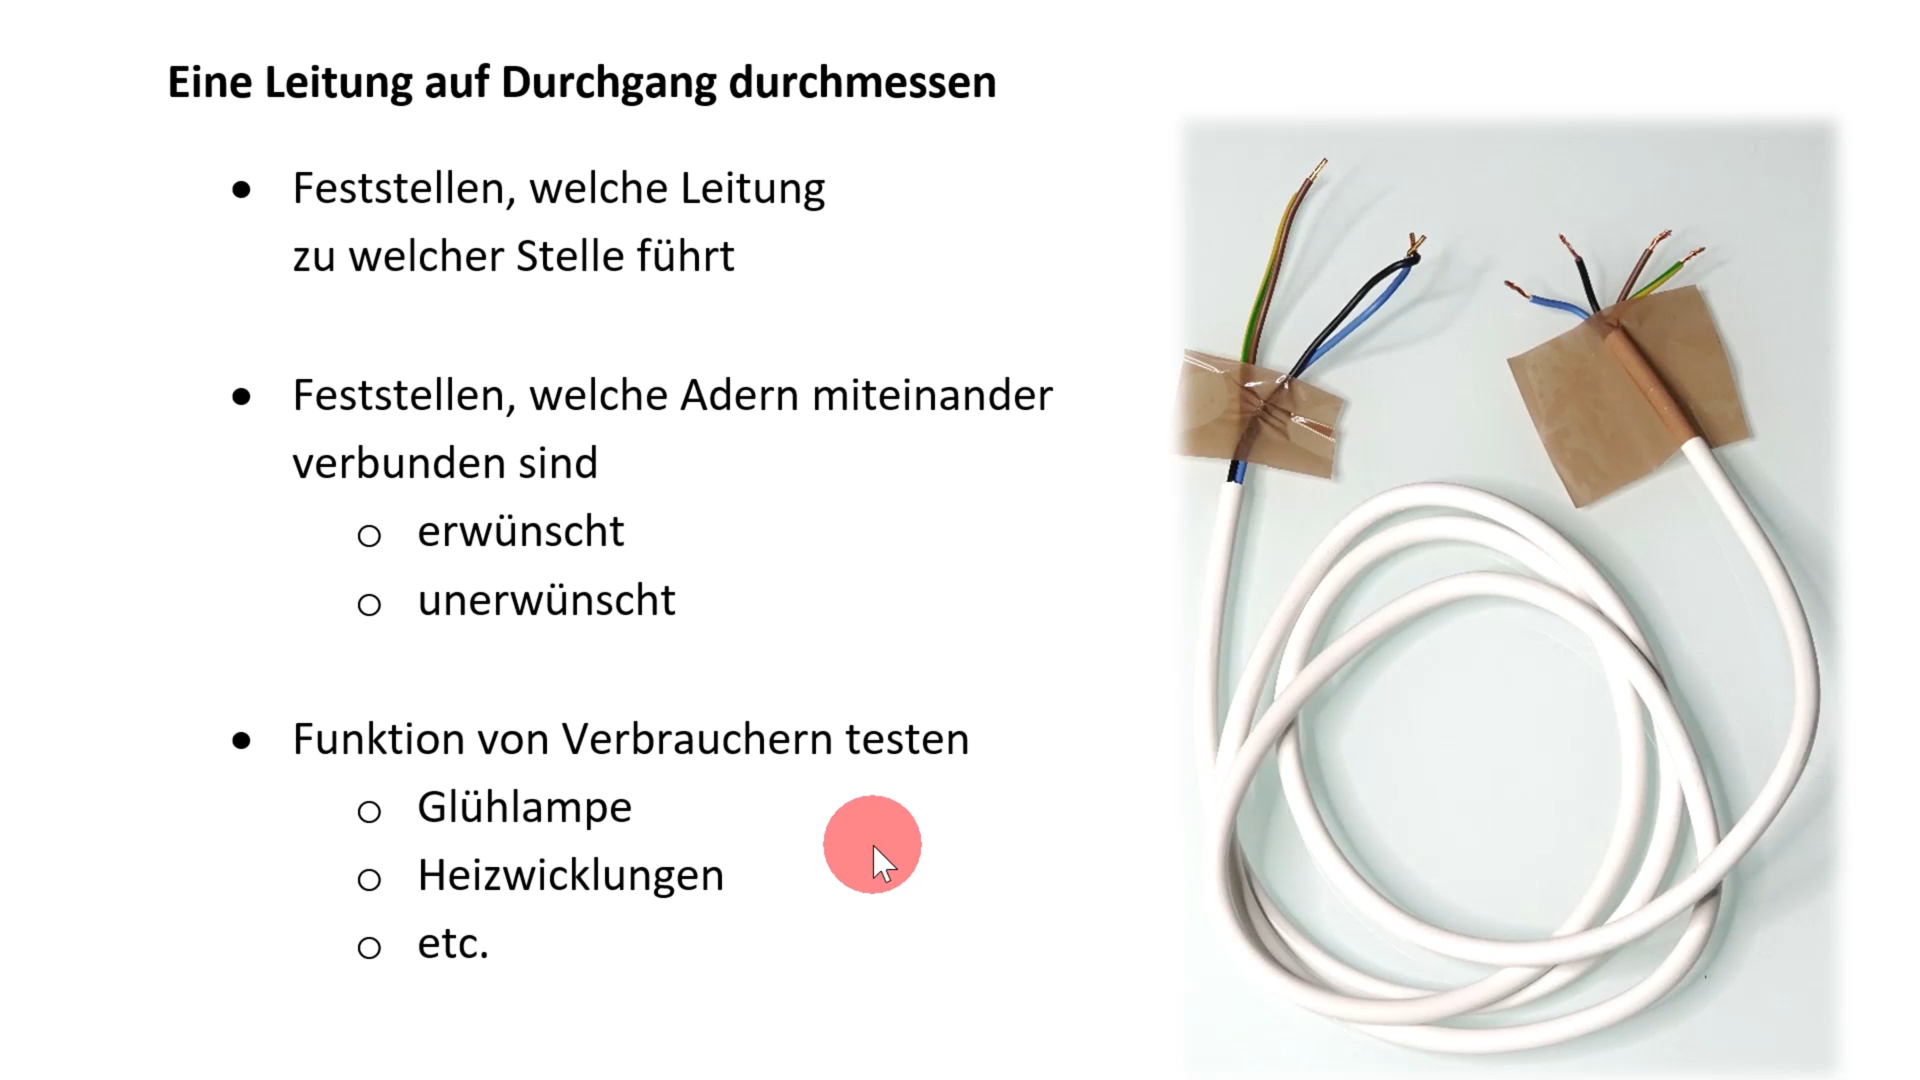 Eine Leitung auf Durchgang durchmessen
• Feststellen, welche Leitung
zu welcher Stelle führt
• Feststellen, welche Adern miteinander
verbunden sind
o erwünscht
o unerwünscht
• Funktion von Verbrauchern testen
o Glühlampe
o Heizwicklungen
o etc.